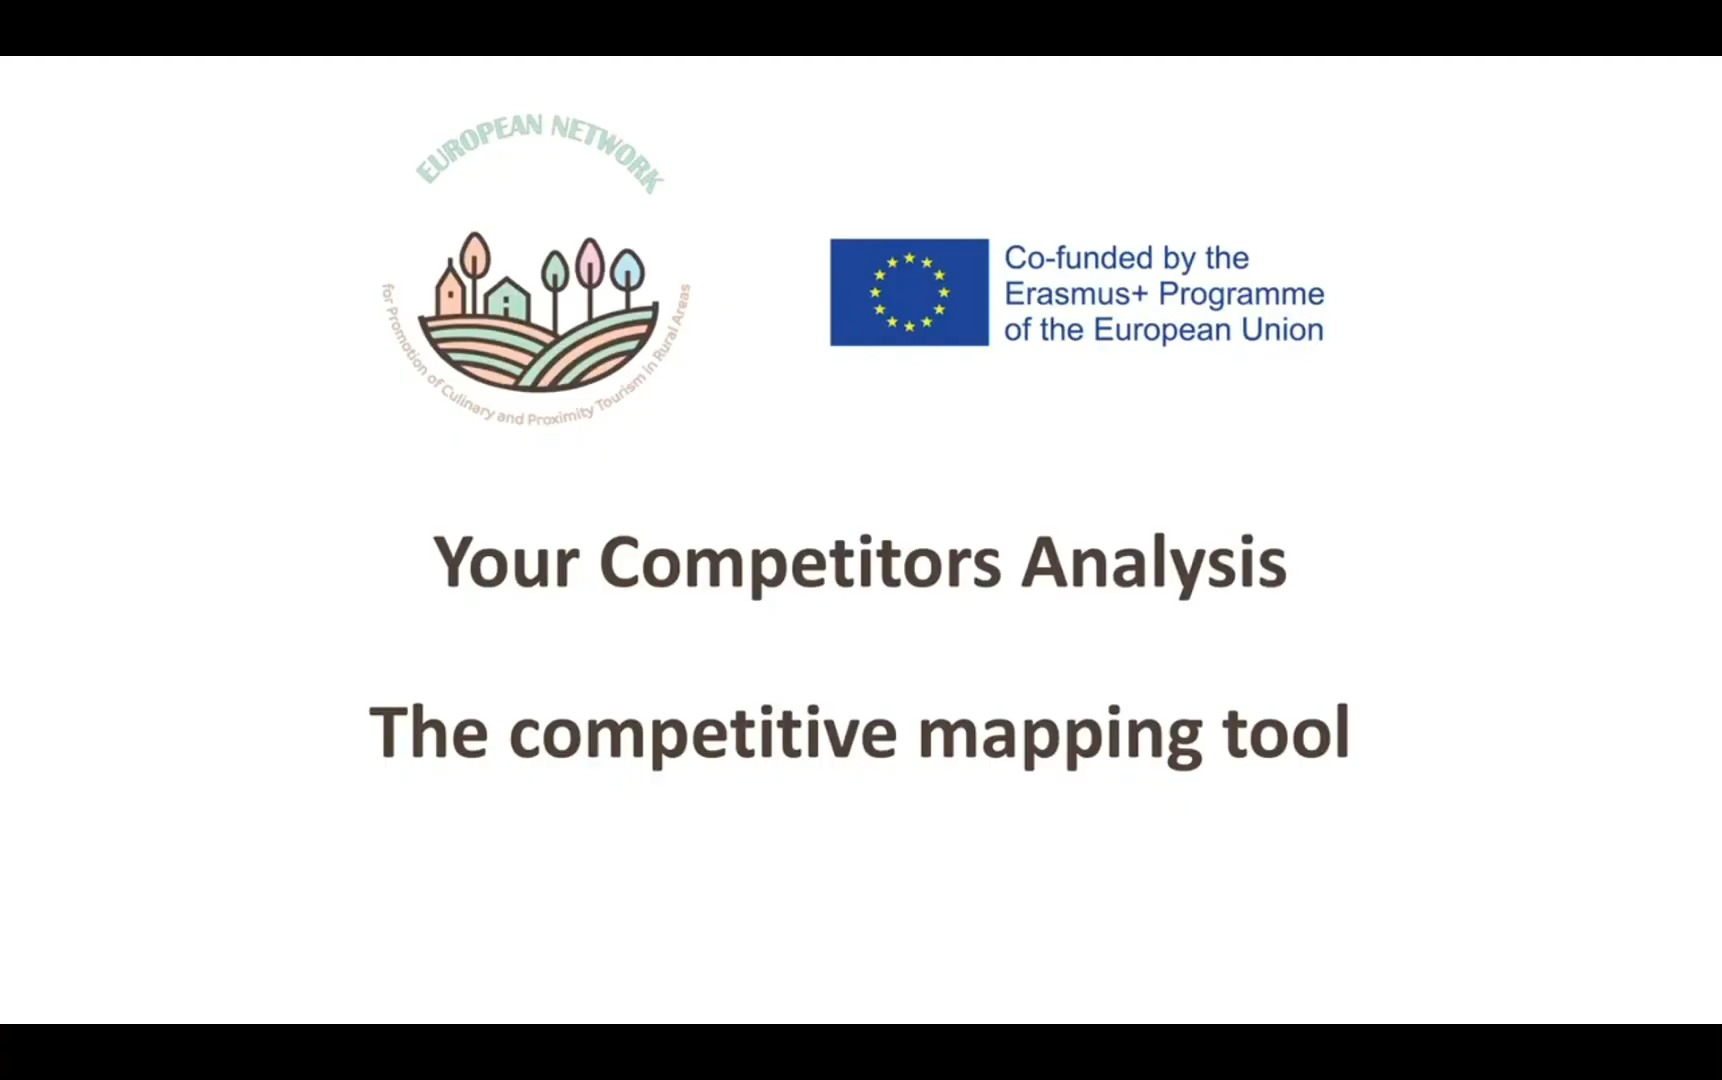 EUROPEAN NETWORK
for Promotion of Culinary and Proximity Tourism in Rural Areas
Co-funded by the
Erasmus+ Programme
of the European Union
Your Competitors Analysis
The competitive mapping tool